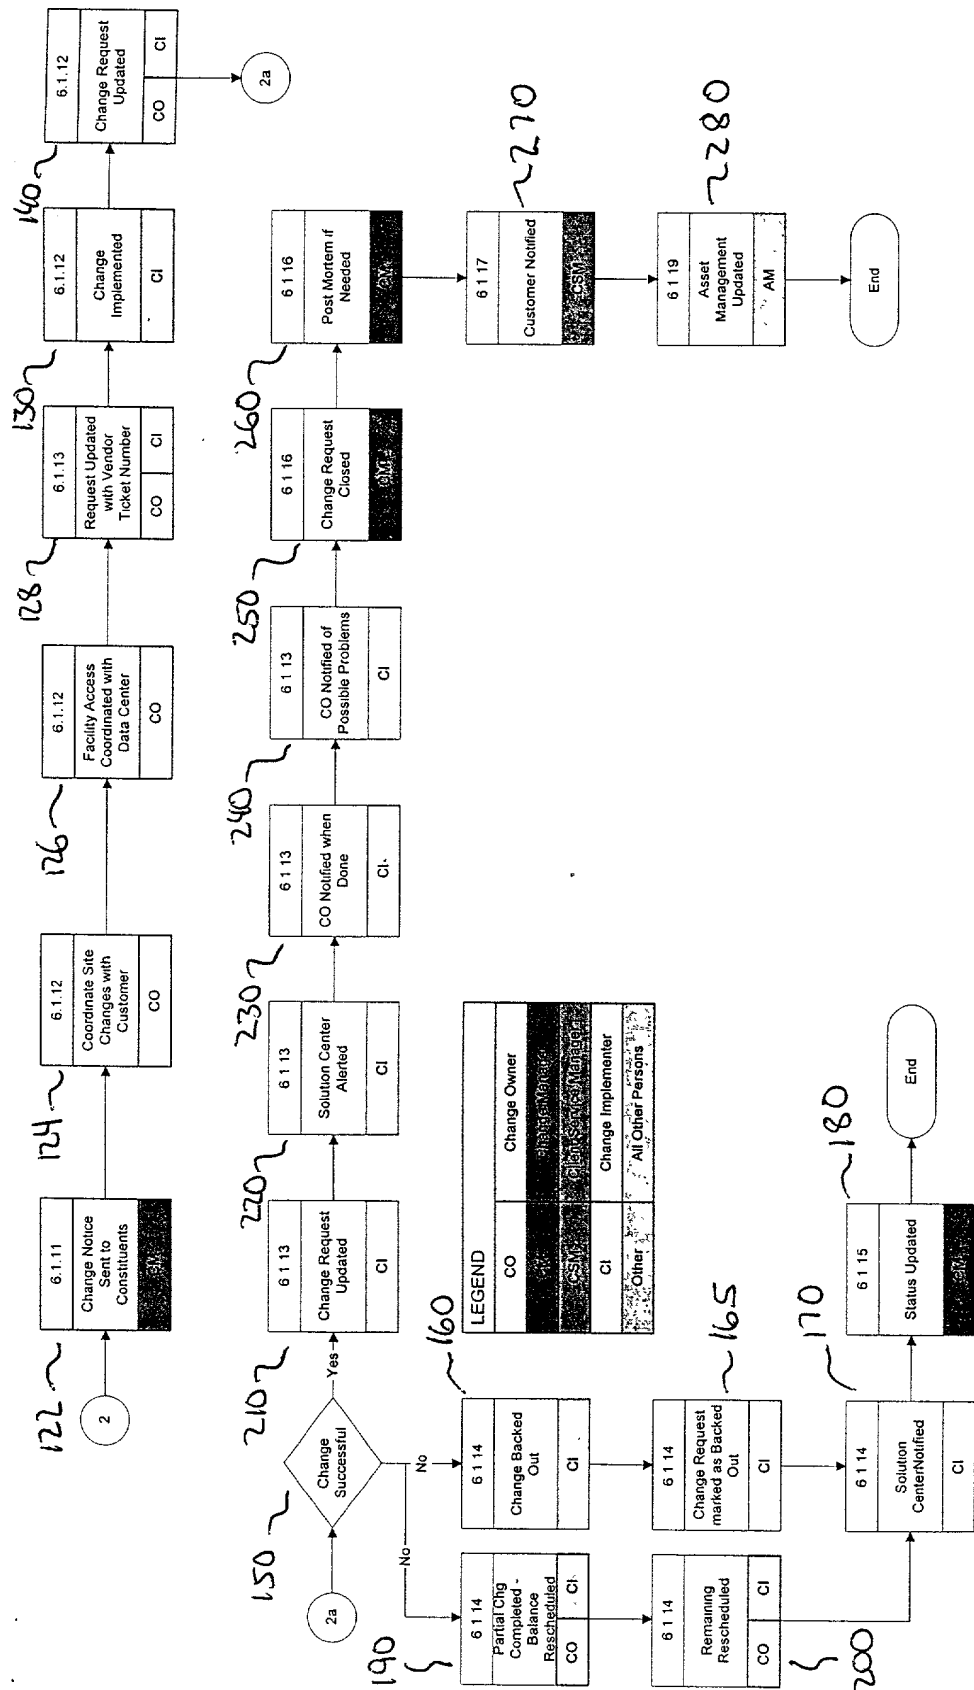 122
2
6.1.11
Change Notice
Sent to
Constituents
CM
124
6.1.12
Coordinate Site
Changes with
Customer
CO
126
6.1.12
Facility Access
Coordinated with
Data Center
CO
128
6.1.13
Request Updated
with Vendor
Ticket Number
CO CI
130
6.1.12
Change
Implemented
CI
140
6.1.12
Change Request
Updated
CO CI
2a
150
2a
Change
Successful
Yes
No
No
210
6 1 13
Change Request
Updated
CI
220
6 1 13
Solution Center
Alerted
CI
230
6 1 13
CO Notified when
Done
CI
240
6 1 13
CO Notified of
Possible Problems
CI
250
6 1 16
Change Request
Closed
CM
260
6 1 16
Post Mortem if
Needed
CM
270
6 1 17
Customer Notified
CSM
280
6 1 19
Asset
Management
Updated
AM
End
190
6 1 14
Partial Chg
Completed -
Balance
Rescheduled
CO CI
160
6 1 14
Change Backed
Out
CI
200
6 1 14
Remaining
Rescheduled
CO CI
165
6 1 14
Change Request
marked as Backed
Out
CI
170
6 1 14
Solution
CenterNotified
CI
180
6 1 15
Status Updated
CM
End
LEGEND
CO Change Owner
CM Change Manager
CSM Client Service Manager
CI Change Implementer
Other All Other Persons